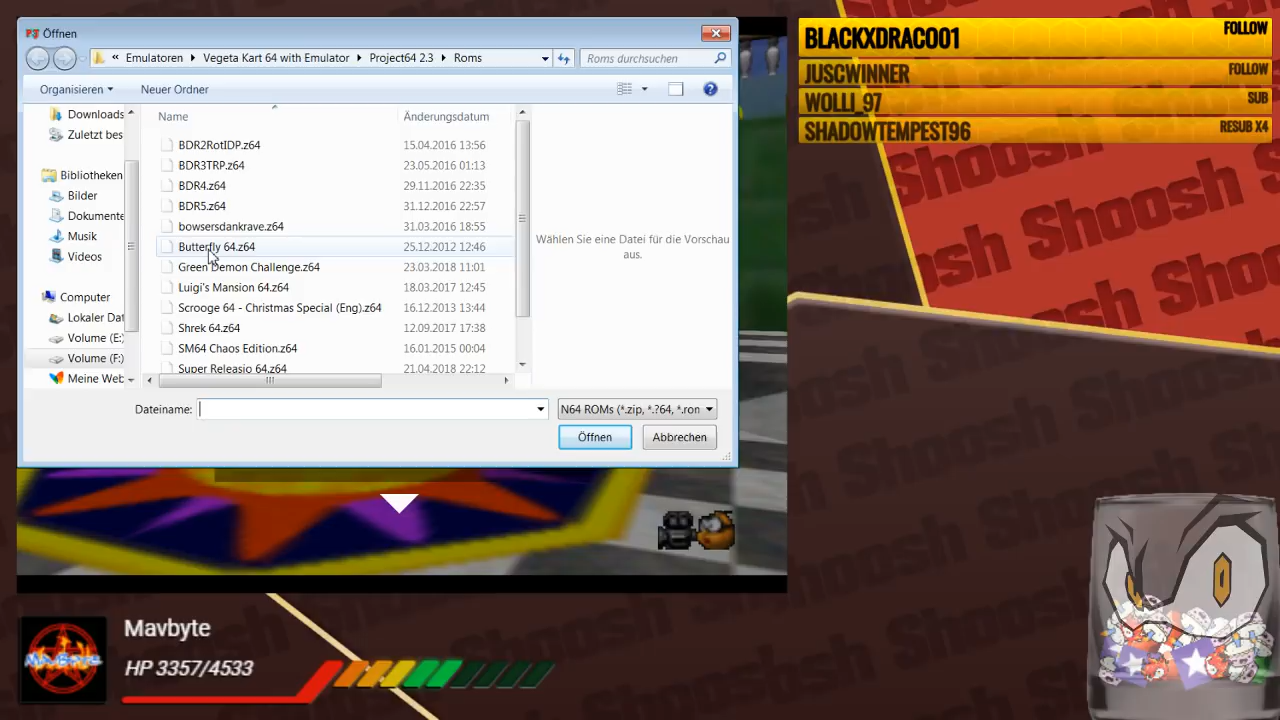 Öffnen
« Emulatoren Vegeta Kart 64 with Emulator Project64 2.3 Roms
Roms durchsuchen
Organisieren Neuer Ordner
Downloads
Zuletzt bes
Bibliotheken
Bilder
Dokumente
Musik
Videos
Computer
Lokaler Dat
Volume (E:)
Volume (F:)
Meine Web
Name Änderungsdatum
BDR2RotIDP.z64 15.04.2016 13:56
BDR3TRP.z64 23.05.2016 01:13
BDR4.z64 29.11.2016 22:35
BDR5.z64 31.12.2016 22:57
bowsersdankrave.z64 31.03.2016 18:55
Butterfly 64.z64 25.12.2012 12:46
Green Demon Challenge.z64 23.03.2018 11:01
Luigi's Mansion 64.z64 18.03.2017 12:45
Scrooge 64 - Christmas Special (Eng).z64 16.12.2013 13:44
Shrek 64.z64 12.09.2017 17:38
SM64 Chaos Edition.z64 16.01.2015 00:04
Super Releasio 64.z64 21.04.2018 22:12
Wählen Sie eine Datei für die Vorschau
aus.
Dateiname:
N64 ROMs (*.zip, *.?64, *.ron
Öffnen Abbrechen
BLACKXDRACO01 FOLLOW
JUSCWINNER FOLLOW
WOLLI_97 SUB
SHADOWTEMPEST96 RESUB X4
Shoosh Shoosh Shoosh
Mavbyte
HP 3357/4533
MavByte